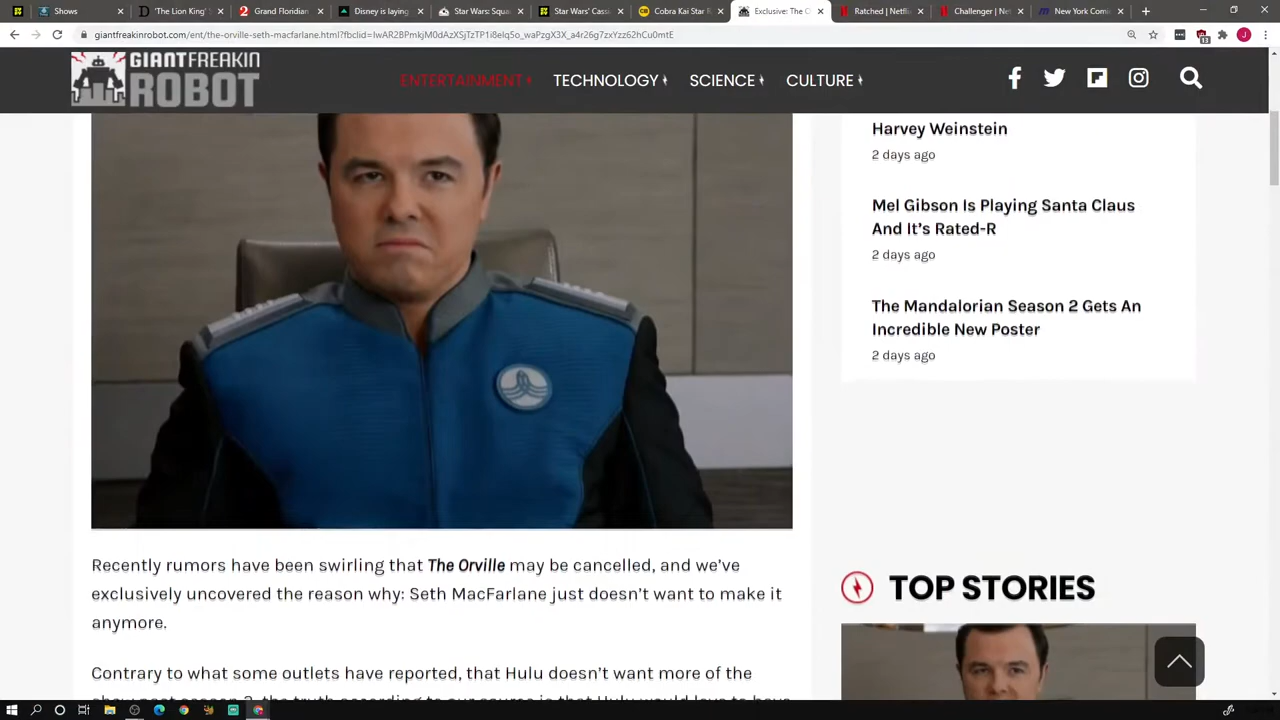 Shows
'The Lion King'
Grand Floridian
Disney is laying
Star Wars: Squa
Star Wars' Cassi
Cobra Kai Star R
Exclusive: The O
Ratched | Netfli
Challenger | Net
New York Comi
giantfreakinrobot.com/ent/the-orville-seth-macfarlane.html?fbclid=
13
J
GIANT FREAKIN
ROBOT
ENTERTAINMENT
TECHNOLOGY
SCIENCE
CULTURE
Harvey Weinstein
2 days ago
Mel Gibson Is Playing Santa Claus
And It's Rated-R
2 days ago
The Mandalorian Season 2 Gets An
Incredible New Poster
2 days ago
Recently rumors have been swirling that The Orville may be cancelled, and we've
exclusively uncovered the reason why: Seth MacFarlane just doesn't want to make it
anymore.
Contrary to what some outlets have reported, that Hulu doesn't want more of the
TOP STORIES